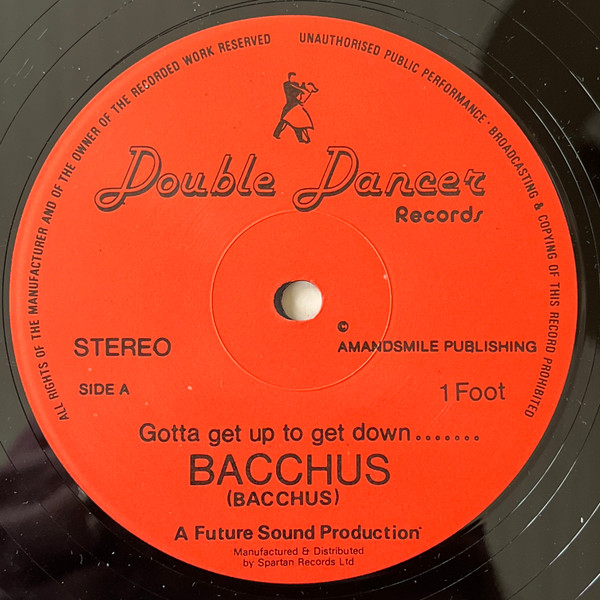 ALL RIGHTS OF THE MANUFACTURER AND OF THE OWNER OF THE RECORDED WORK RESERVED
UNAUTHORISED PUBLIC PERFORMANCE · BROADCASTING & COPYING OF THIS RECORD PROHIBITED
Double Dancer
Records
STEREO
©
AMANDSMILE PUBLISHING
SIDE A
1 Foot
Gotta get up to get down.......
BACCHUS
(BACCHUS)
A Future Sound Production
Manufactured & Distributed
by Spartan Records Ltd